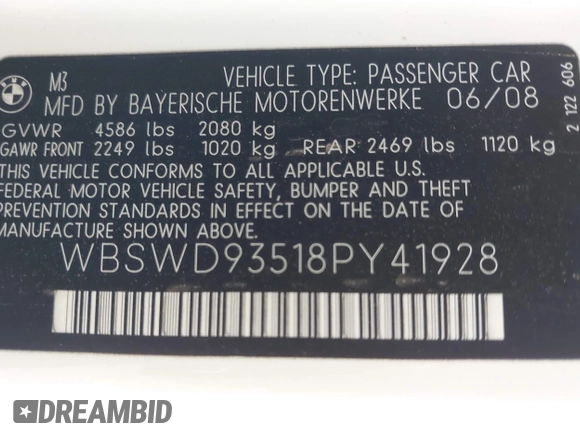 BMW
M3
VEHICLE TYPE: PASSENGER CAR
MFD BY BAYERISCHE MOTORENWERKE 06/08
GVWR 4586 lbs 2080 kg
GAWR FRONT 2249 lbs 1020 kg REAR 2469 lbs 1120 kg
THIS VEHICLE CONFORMS TO ALL APPLICABLE U.S.
FEDERAL MOTOR VEHICLE SAFETY, BUMPER AND THEFT
PREVENTION STANDARDS IN EFFECT ON THE DATE OF
MANUFACTURE SHOWN ABOVE.
WBSWD93518PY41928
2 122 606
DREAMBID